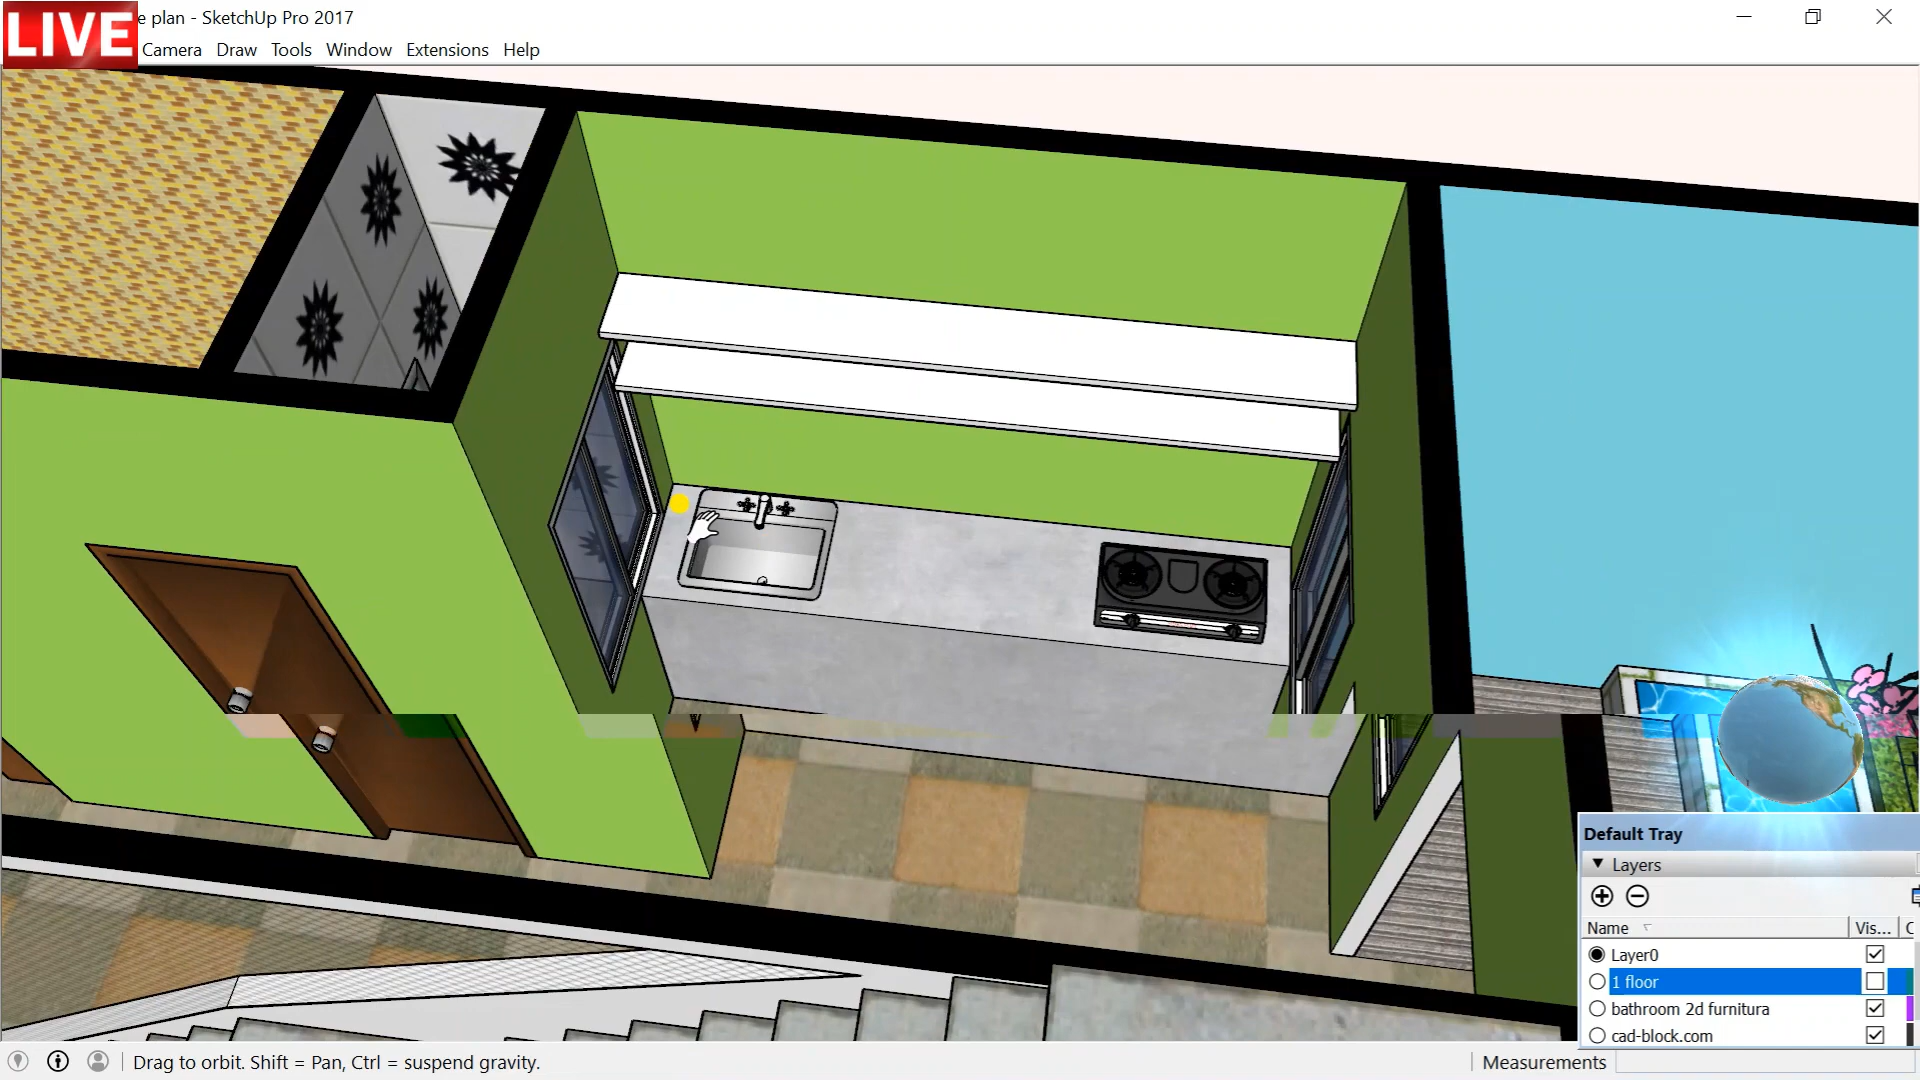 LIVE
e plan - SketchUp Pro 2017
Camera Draw Tools Window Extensions Help
Default Tray
Layers
Name Vis... C
Layer0
1 floor
bathroom 2d furnitura
cad-block.com
Drag to orbit. Shift = Pan, Ctrl = suspend gravity.
Measurements